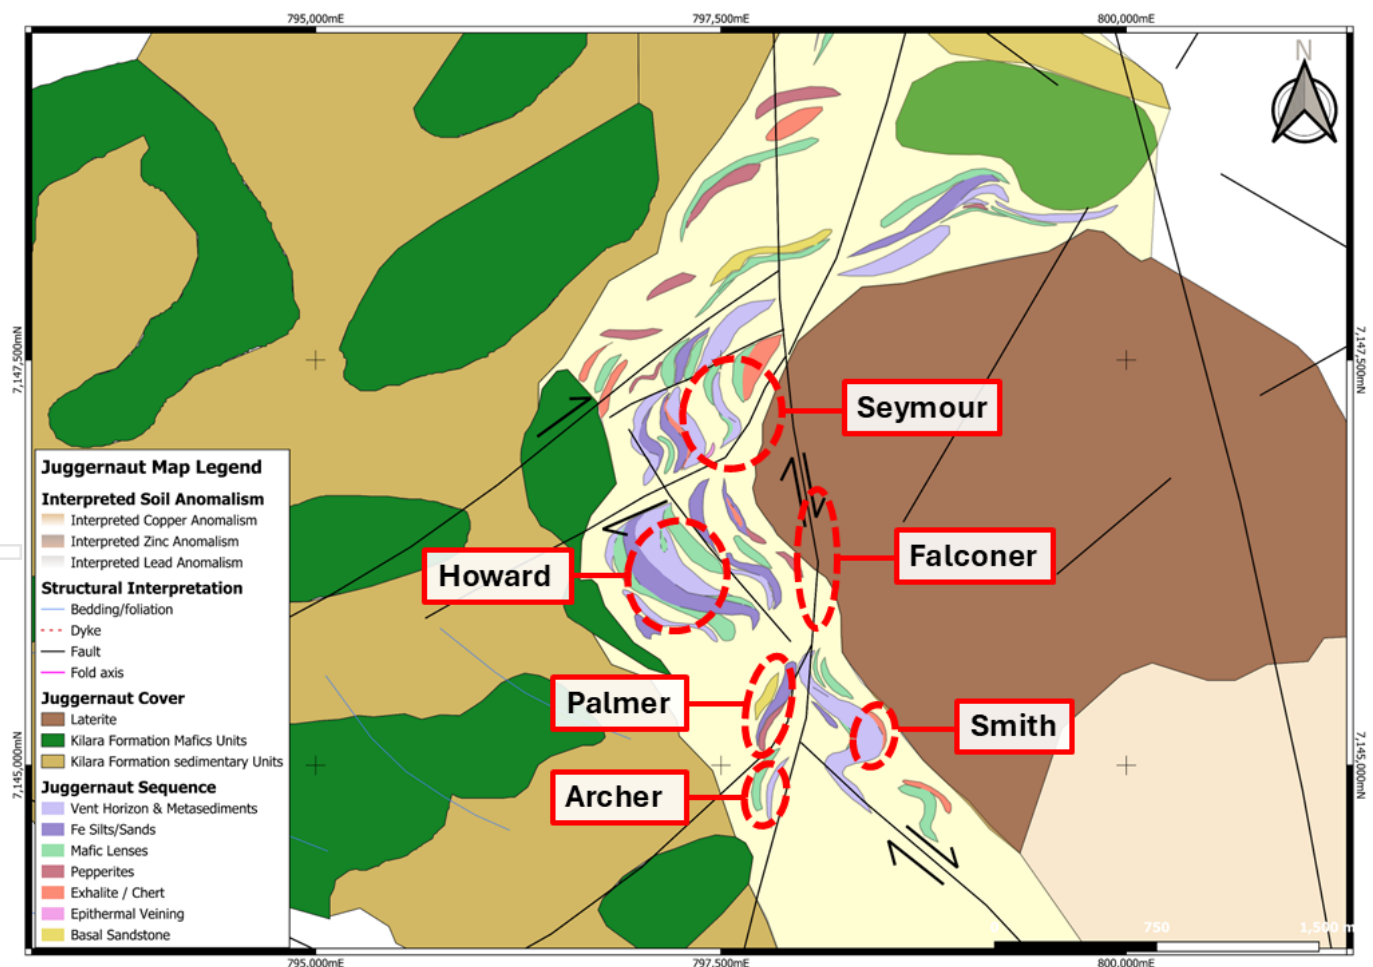 795,000mE
797,500mE
800,000mE
N
7,147,500mN
7,147,500mN
Seymour
Falconer
Howard
Palmer
Smith
Archer
7,145,000mN
7,145,000mN
Juggernaut Map Legend
Interpreted Soil Anomalism
Interpreted Copper Anomalism
Interpreted Zinc Anomalism
Interpreted Lead Anomalism
Structural Interpretation
Bedding/foliation
Dyke
Fault
Fold axis
Juggernaut Cover
Laterite
Kilara Formation Mafics Units
Kilara Formation sedimentary Units
Juggernaut Sequence
Vent Horizon & Metasediments
Fe Silts/Sands
Mafic Lenses
Pepperites
Exhalite / Chert
Epithermal Veining
Basal Sandstone
0
750
1,500 m
795,000mE
797,500mE
800,000mE